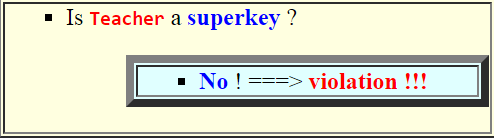 Is Teacher a superkey ?
No ! ===> violation !!!